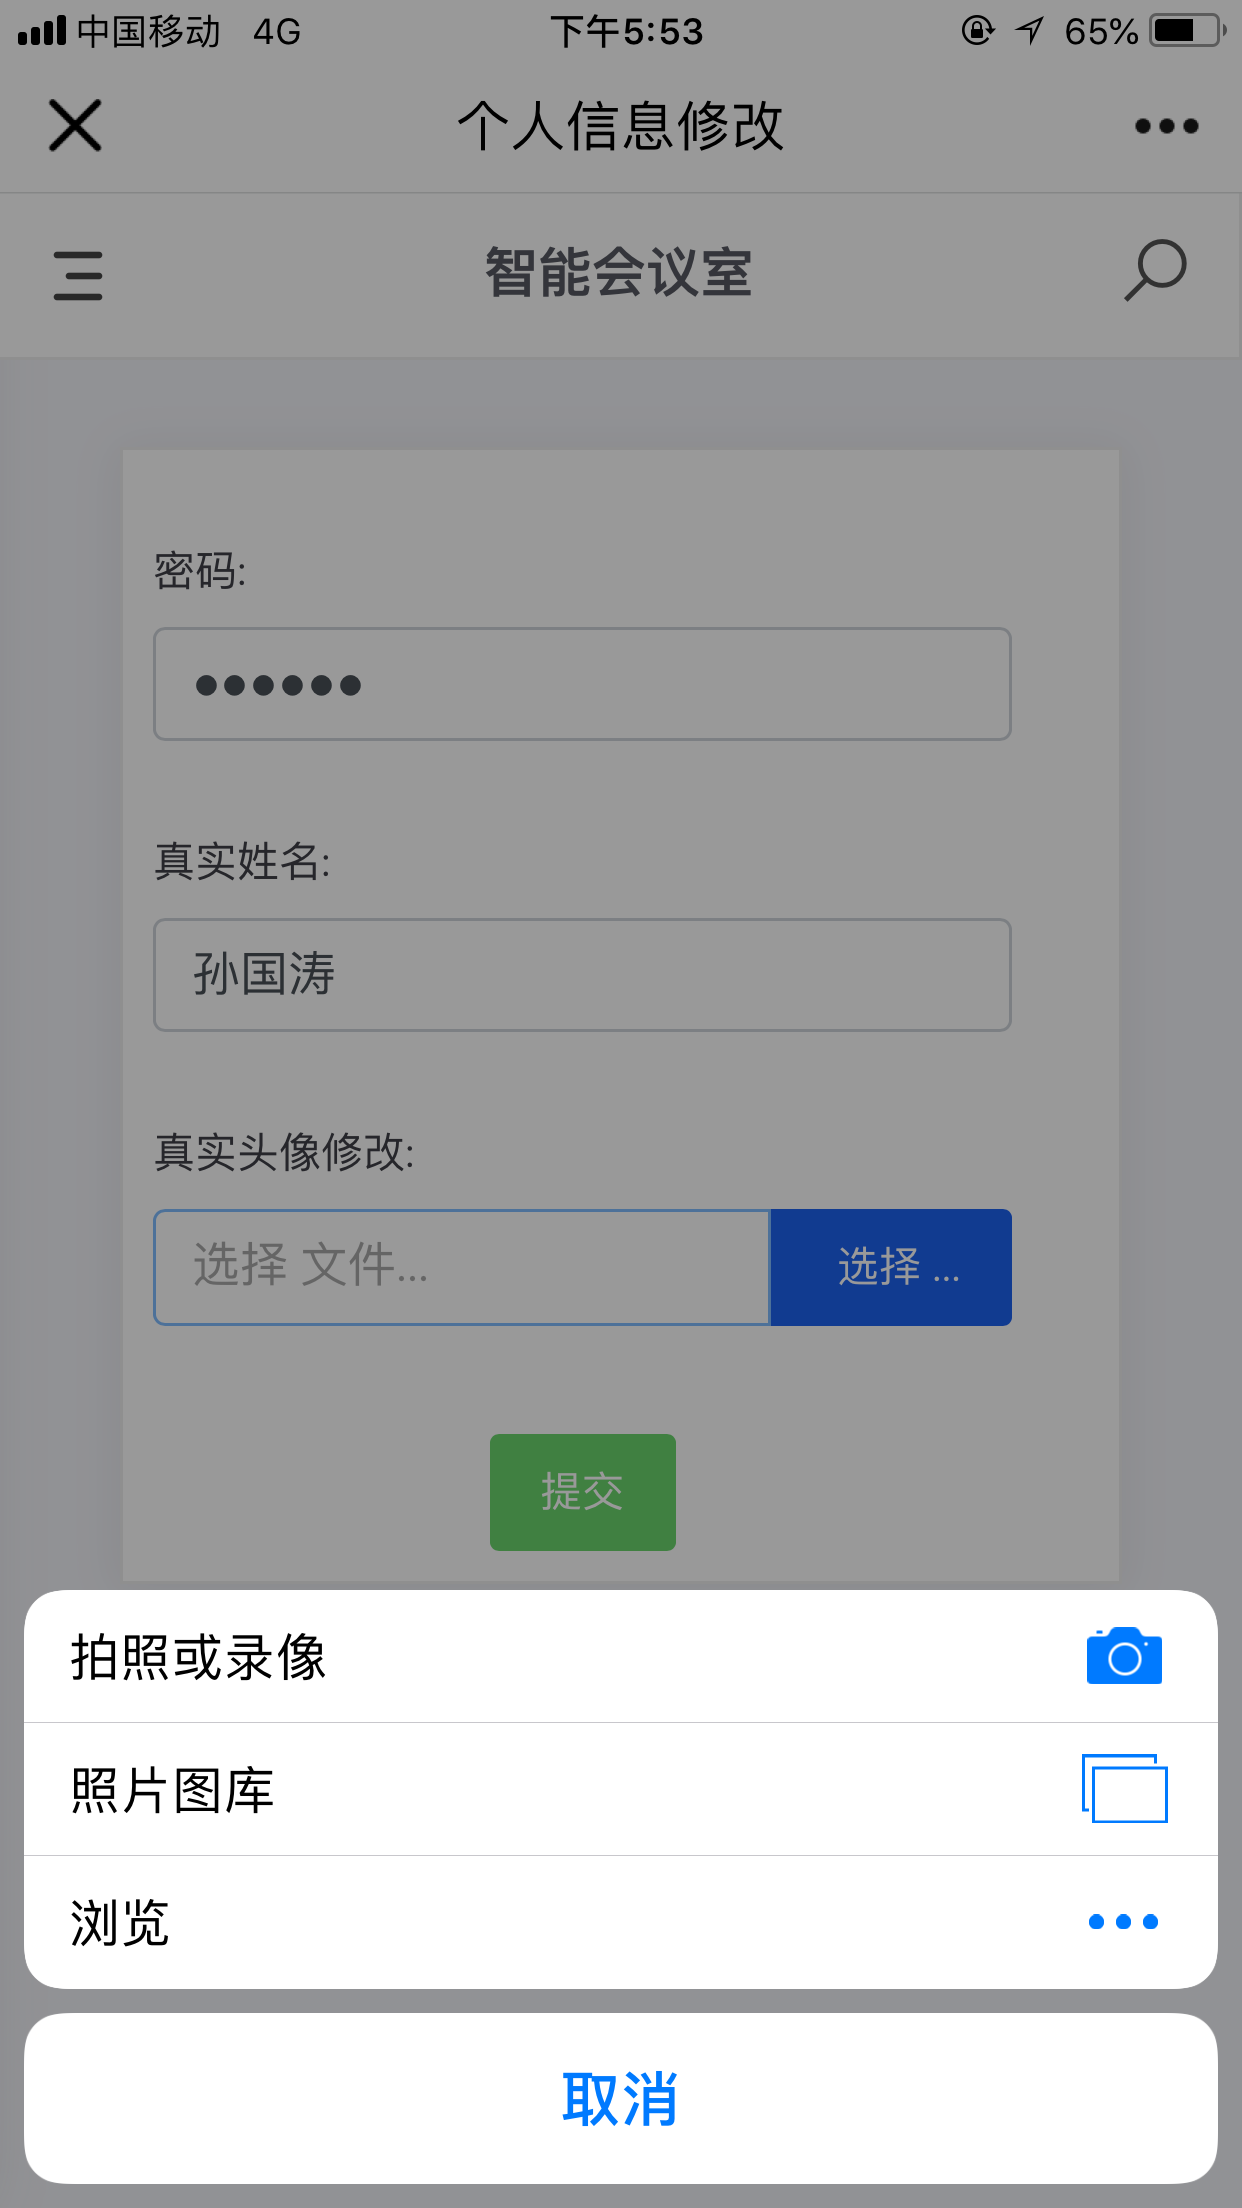 中国移动 4G 下午5:53 65%
个人信息修改
智能会议室
密码:
••••••
真实姓名:
孙国涛
真实头像修改:
选择 文件... 选择 ...
提交
拍照或录像
照片图库
浏览
取消